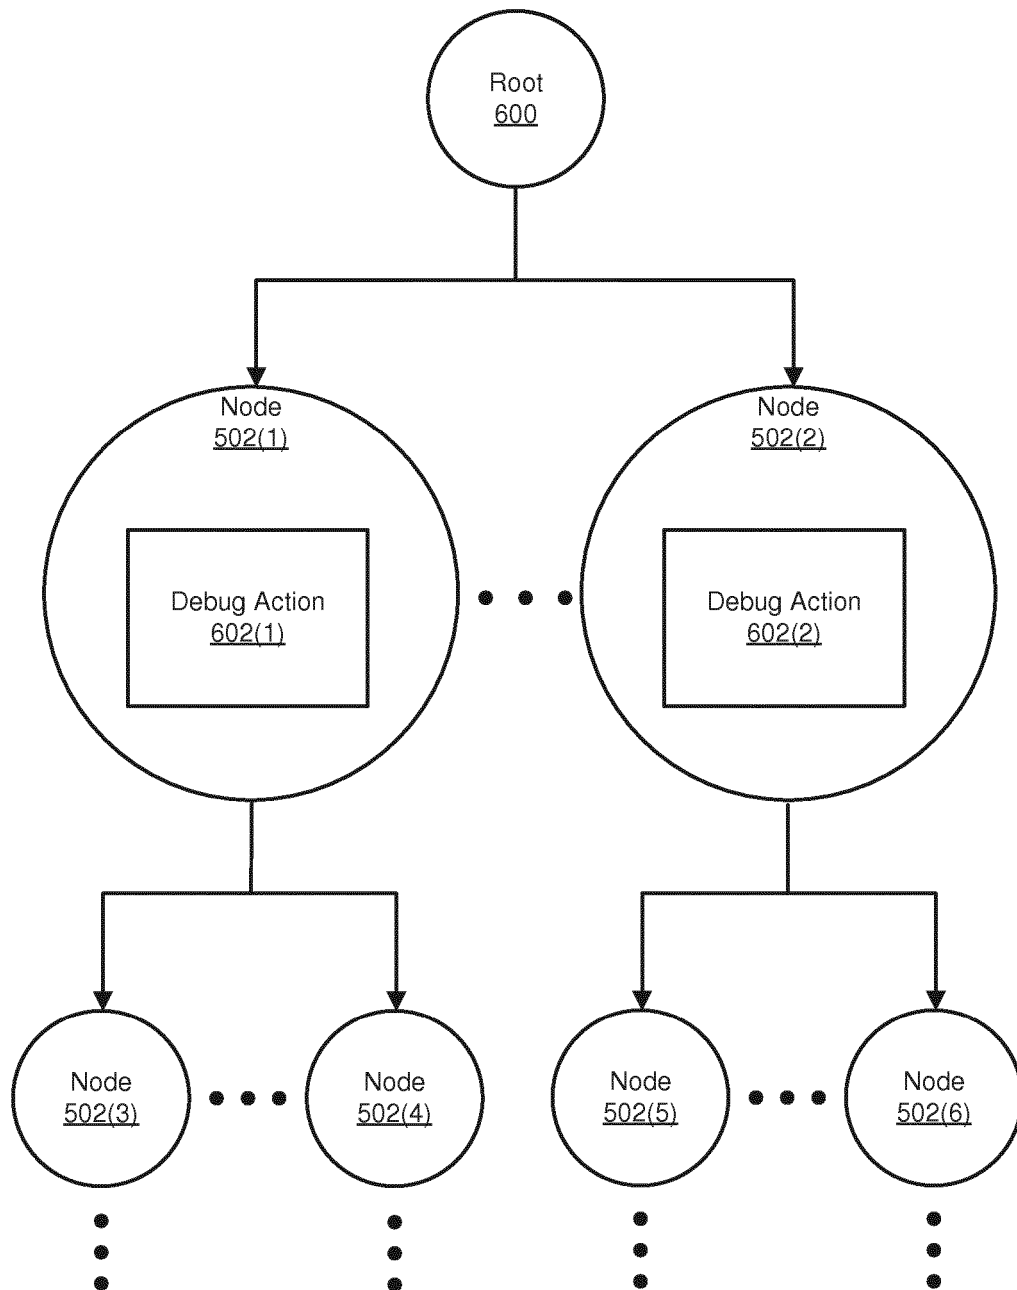 Root
600
Node
502(1)
Node
502(2)
Debug Action
602(1)
Debug Action
602(2)
Node
502(3)
Node
502(4)
Node
502(5)
Node
502(6)